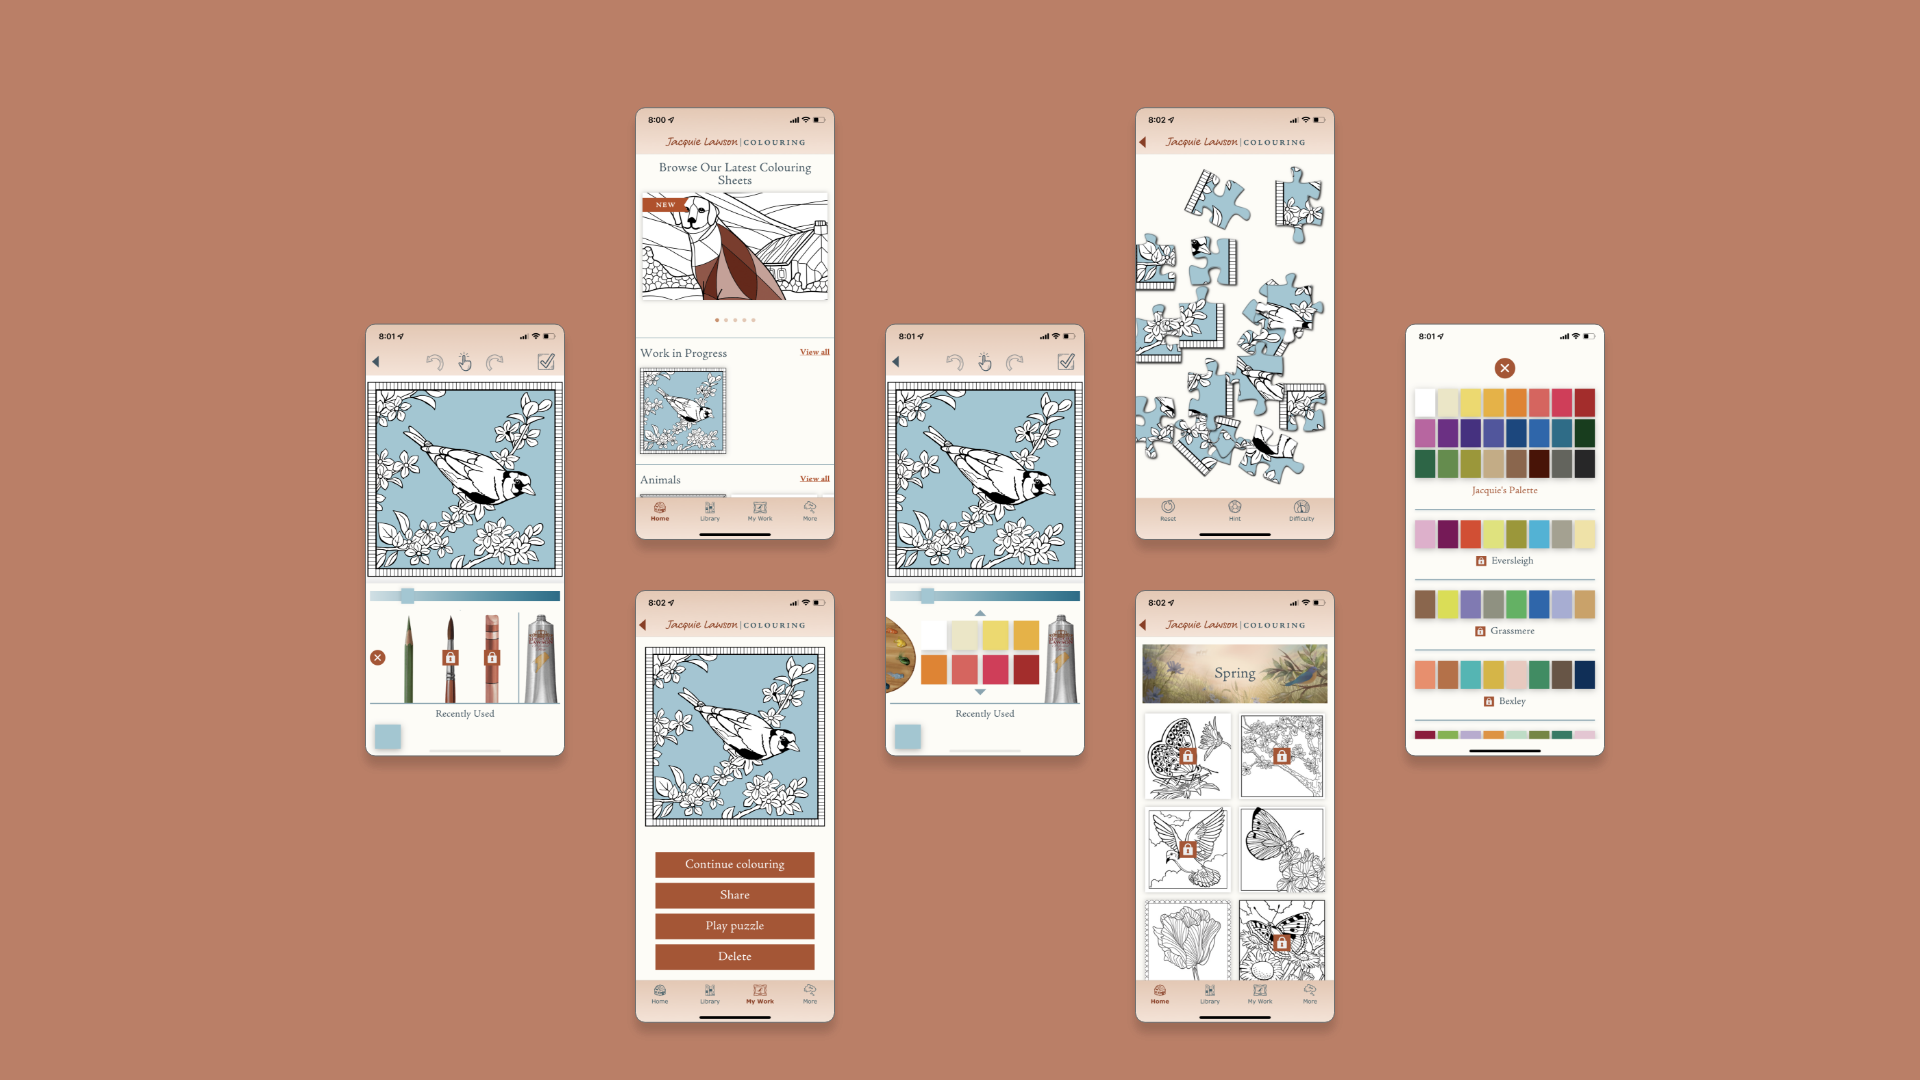 8:01
Recently Used
8:00
Jacquie Lawson | COLOURING
Browse Our Latest Colouring
Sheets
NEW
Work in Progress
View all
Animals
View all
Home
Library
My Work
More
8:02
Jacquie Lawson | COLOURING
Continue colouring
Share
Play puzzle
Delete
Home
Library
My Work
More
8:01
Recently Used
8:02
Jacquie Lawson | COLOURING
Reset
Hint
Difficulty
8:02
Jacquie Lawson | COLOURING
Spring
Home
Library
My Work
More
8:01
Jacquie's Palette
Eversleigh
Grassmere
Bexley